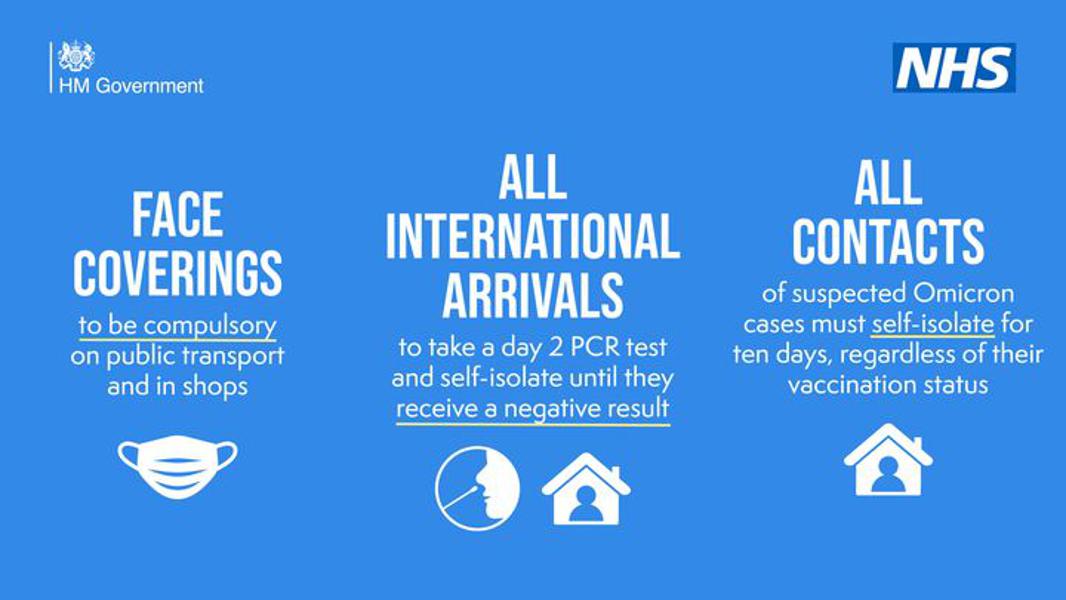 HM Government
NHS
FACE
COVERINGS
to be compulsory
on public transport
and in shops
ALL
INTERNATIONAL
ARRIVALS
to take a day 2 PCR test
and self-isolate until they
receive a negative result
ALL
CONTACTS
of suspected Omicron
cases must self-isolate for
ten days, regardless of their
vaccination status